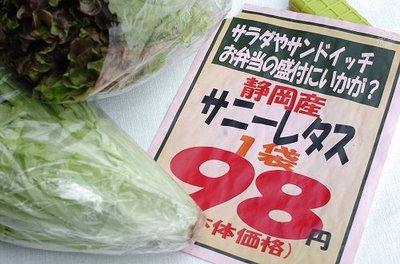 サラダやサンドイッチ
お弁当の盛付にいかが？
静岡産
サニーレタス
1袋
98円
本体価格)